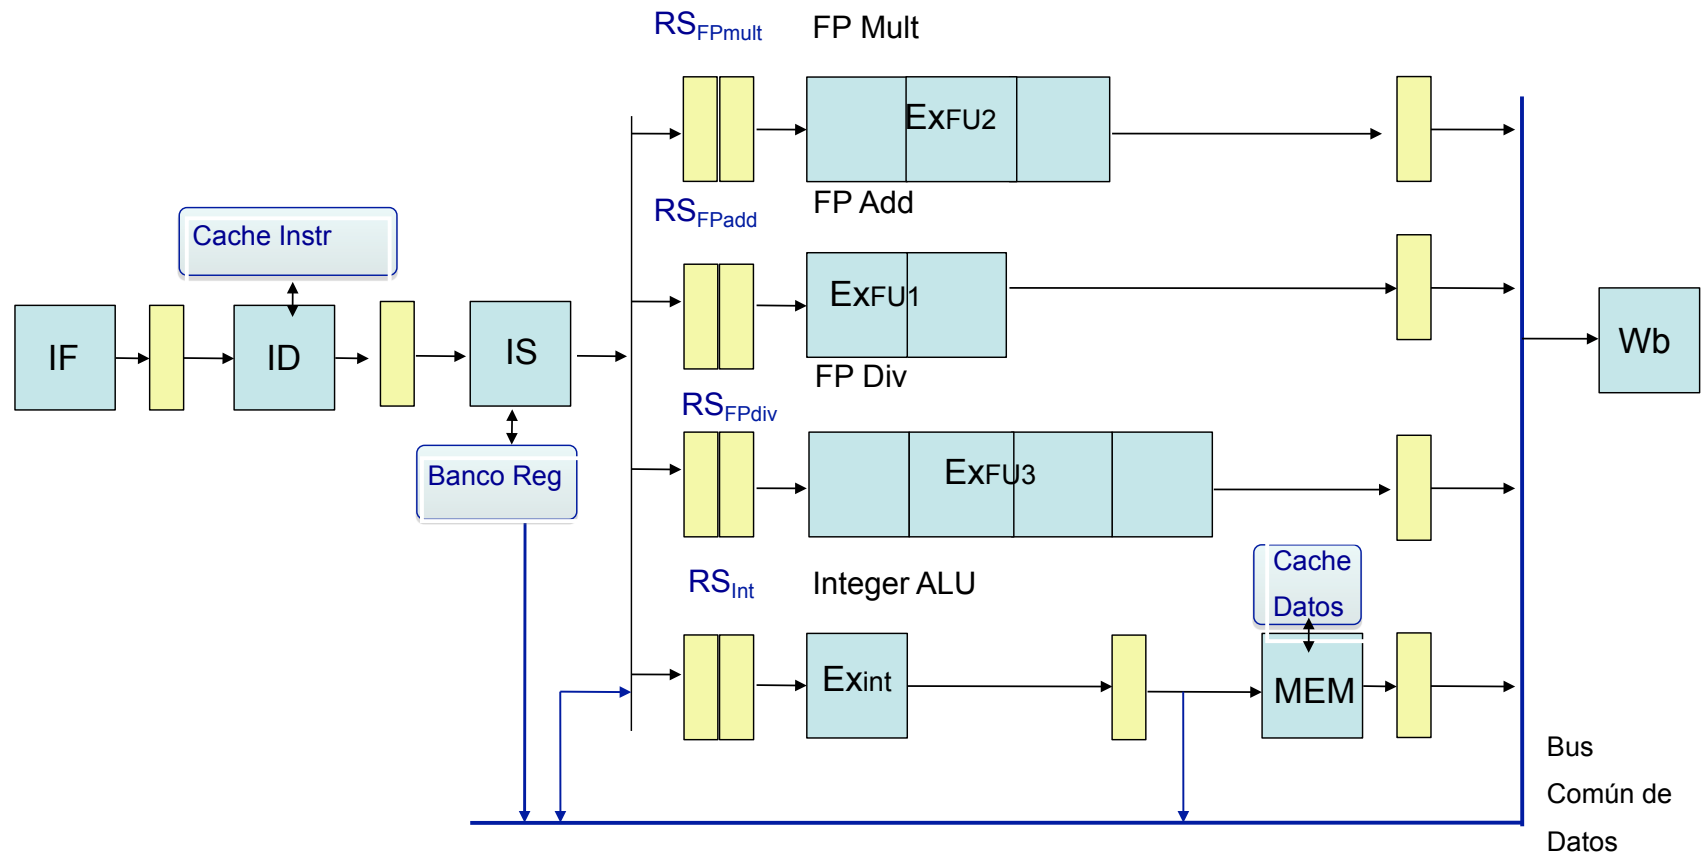 RSFPmult
FP Mult
ExFU2
RSFPadd
FP Add
Cache Instr
ExFU1
IF
ID
IS
Wb
FP Div
RSFPdiv
Banco Reg
ExFU3
Cache
Datos
RSInt
Integer ALU
Exint
MEM
Bus
Común de
Datos